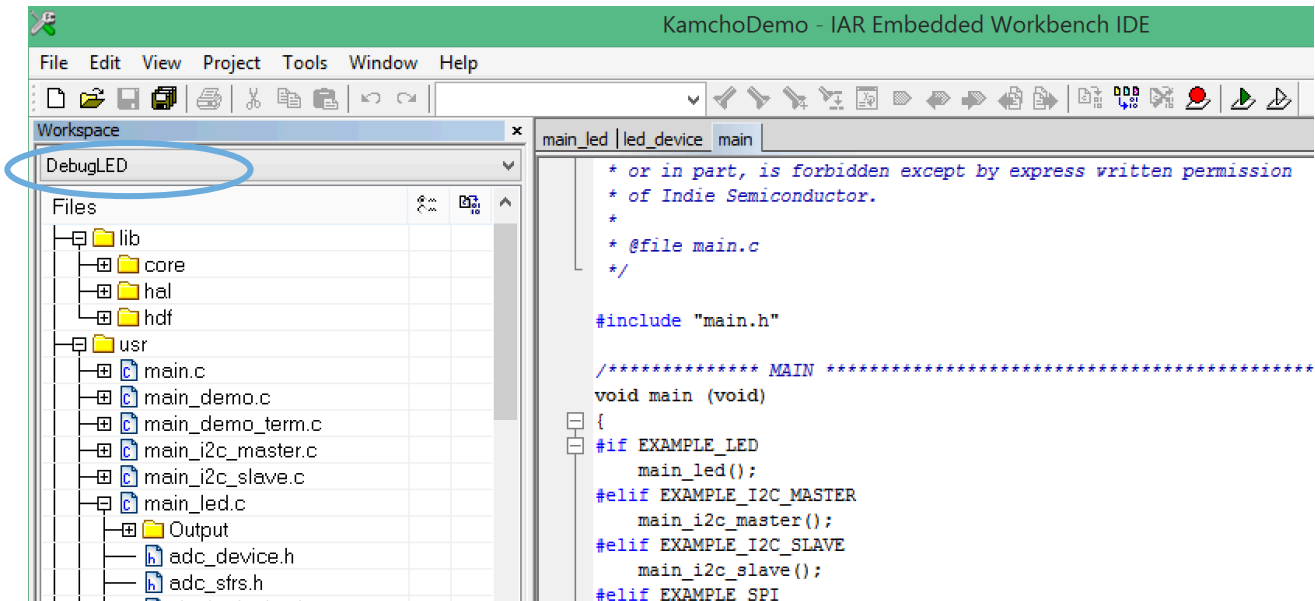 KamchoDemo - IAR Embedded Workbench IDE
File Edit View Project Tools Window Help
Workspace
DebugLED
Files
lib
core
hal
hdf
usr
main.c
main_demo.c
main_demo_term.c
main_i2c_master.c
main_i2c_slave.c
main_led.c
Output
adc_device.h
adc_sfrs.h
main_led | led_device main
* or in part, is forbidden except by express written permission
* of Indie Semiconductor.
*
* @file main.c
*/
#include "main.h"
/************** MAIN ********************************************
void main (void)
{
#if EXAMPLE_LED
main_led();
#elif EXAMPLE_I2C_MASTER
main_i2c_master();
#elif EXAMPLE_I2C_SLAVE
main_i2c_slave();
#elif EXAMPLE_SPI